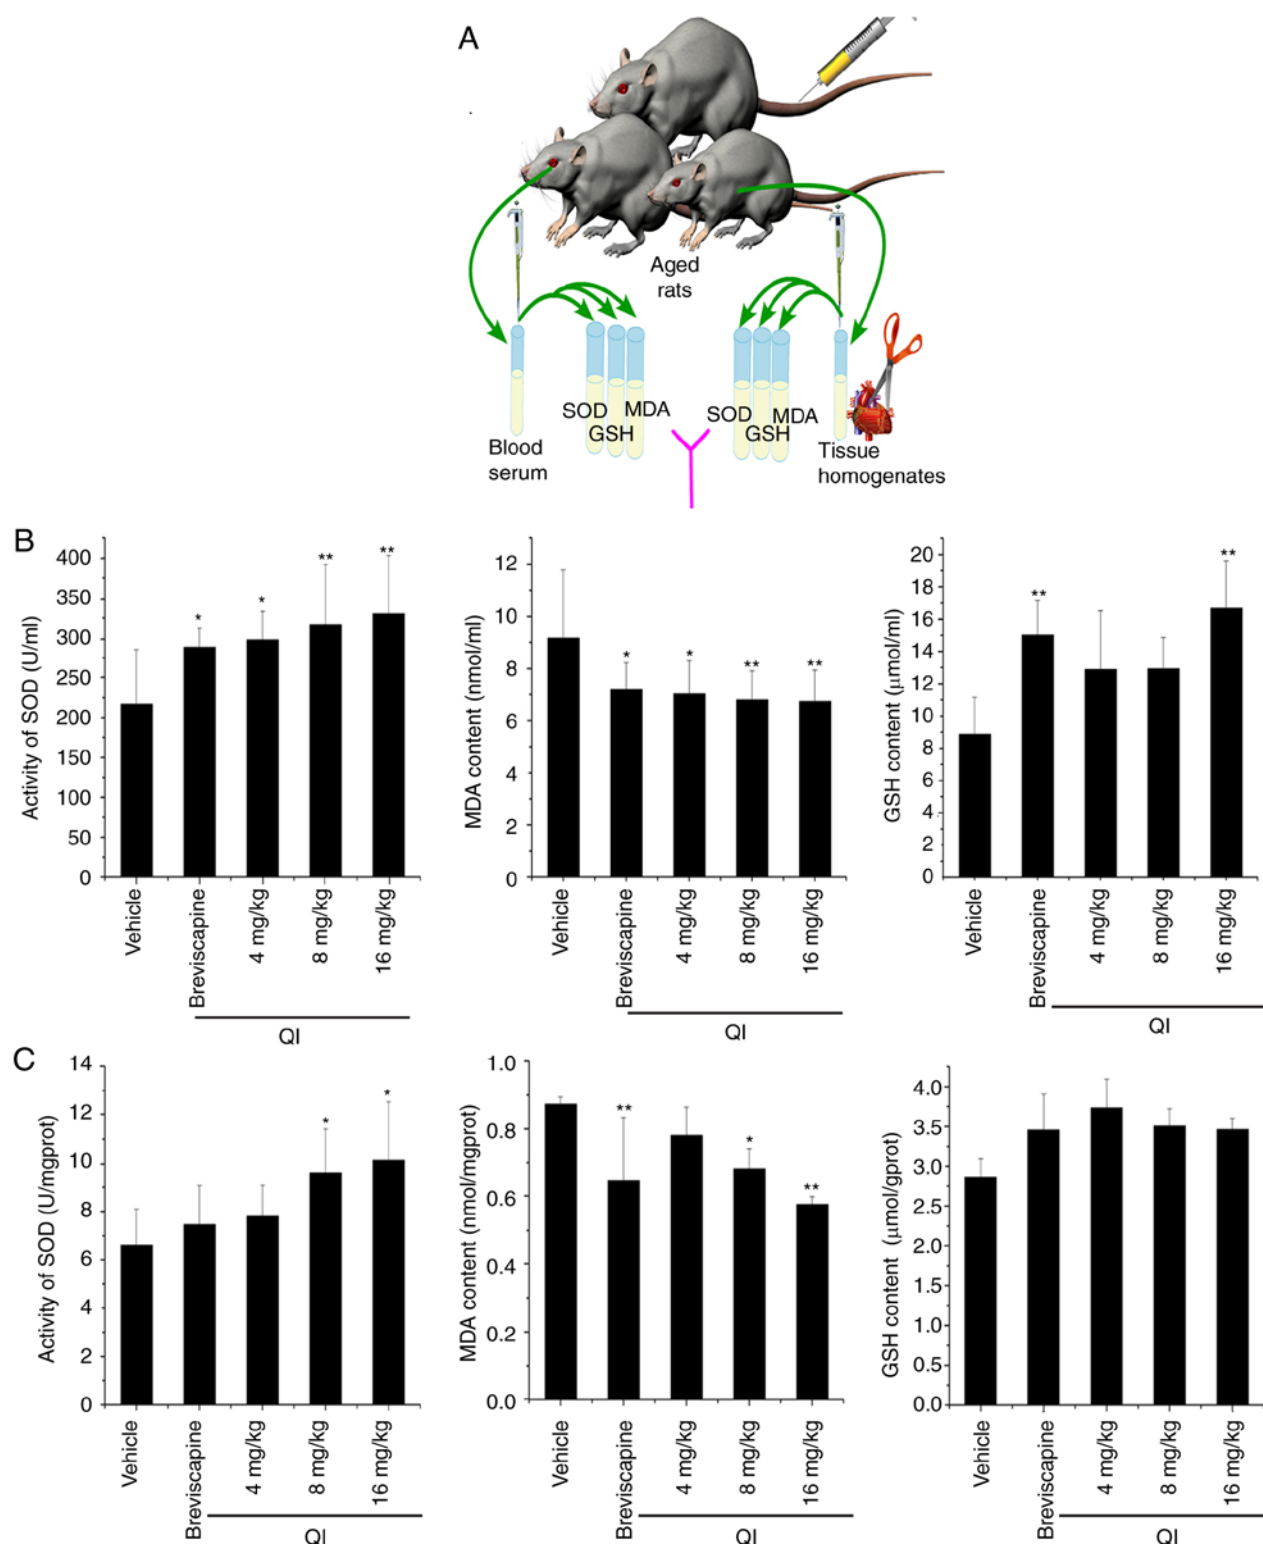 A
Aged
rats
SOD
MDA
GSH
SOD
MDA
GSH
Blood
serum
Tissue
homogenates
B
Activity of SOD (U/ml)
400
350
300
250
200
150
100
50
0
*
*
**
**
Vehicle
Breviscapine
4 mg/kg
8 mg/kg
16 mg/kg
QI
MDA content (nmol/ml)
12
10
8
6
4
2
0
*
*
**
**
Vehicle
Breviscapine
4 mg/kg
8 mg/kg
16 mg/kg
QI
GSH content (μmol/ml)
20
18
16
14
12
10
8
6
4
2
0
**
**
Vehicle
Breviscapine
4 mg/kg
8 mg/kg
16 mg/kg
QI
C
Activity of SOD (U/mgprot)
14
12
10
8
6
4
2
0
*
*
Vehicle
Breviscapine
4 mg/kg
8 mg/kg
16 mg/kg
QI
MDA content (nmol/mgprot)
1.0
0.8
0.6
0.4
0.2
0.0
**
*
**
Vehicle
Breviscapine
4 mg/kg
8 mg/kg
16 mg/kg
QI
GSH content (μmol/gprot)
4.0
3.5
3.0
2.5
2.0
1.5
1.0
0.5
0.0
Vehicle
Breviscapine
4 mg/kg
8 mg/kg
16 mg/kg
QI